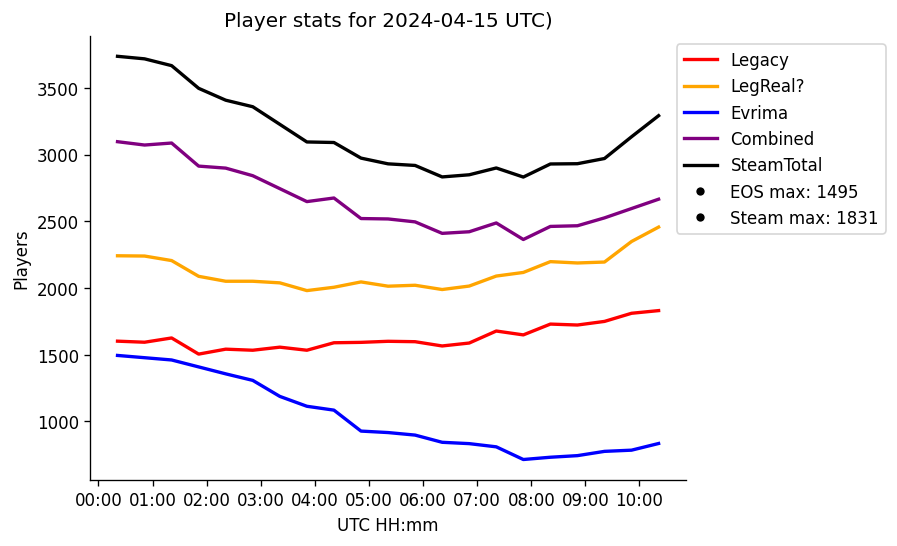 Player stats for 2024-04-15 UTC)
Legacy
LegReal?
Evrima
Combined
SteamTotal
EOS max: 1495
Steam max: 1831
Players
3500
3000
2500
2000
1500
1000
00:00 01:00 02:00 03:00 04:00 05:00 06:00 07:00 08:00 09:00 10:00
UTC HH:mm